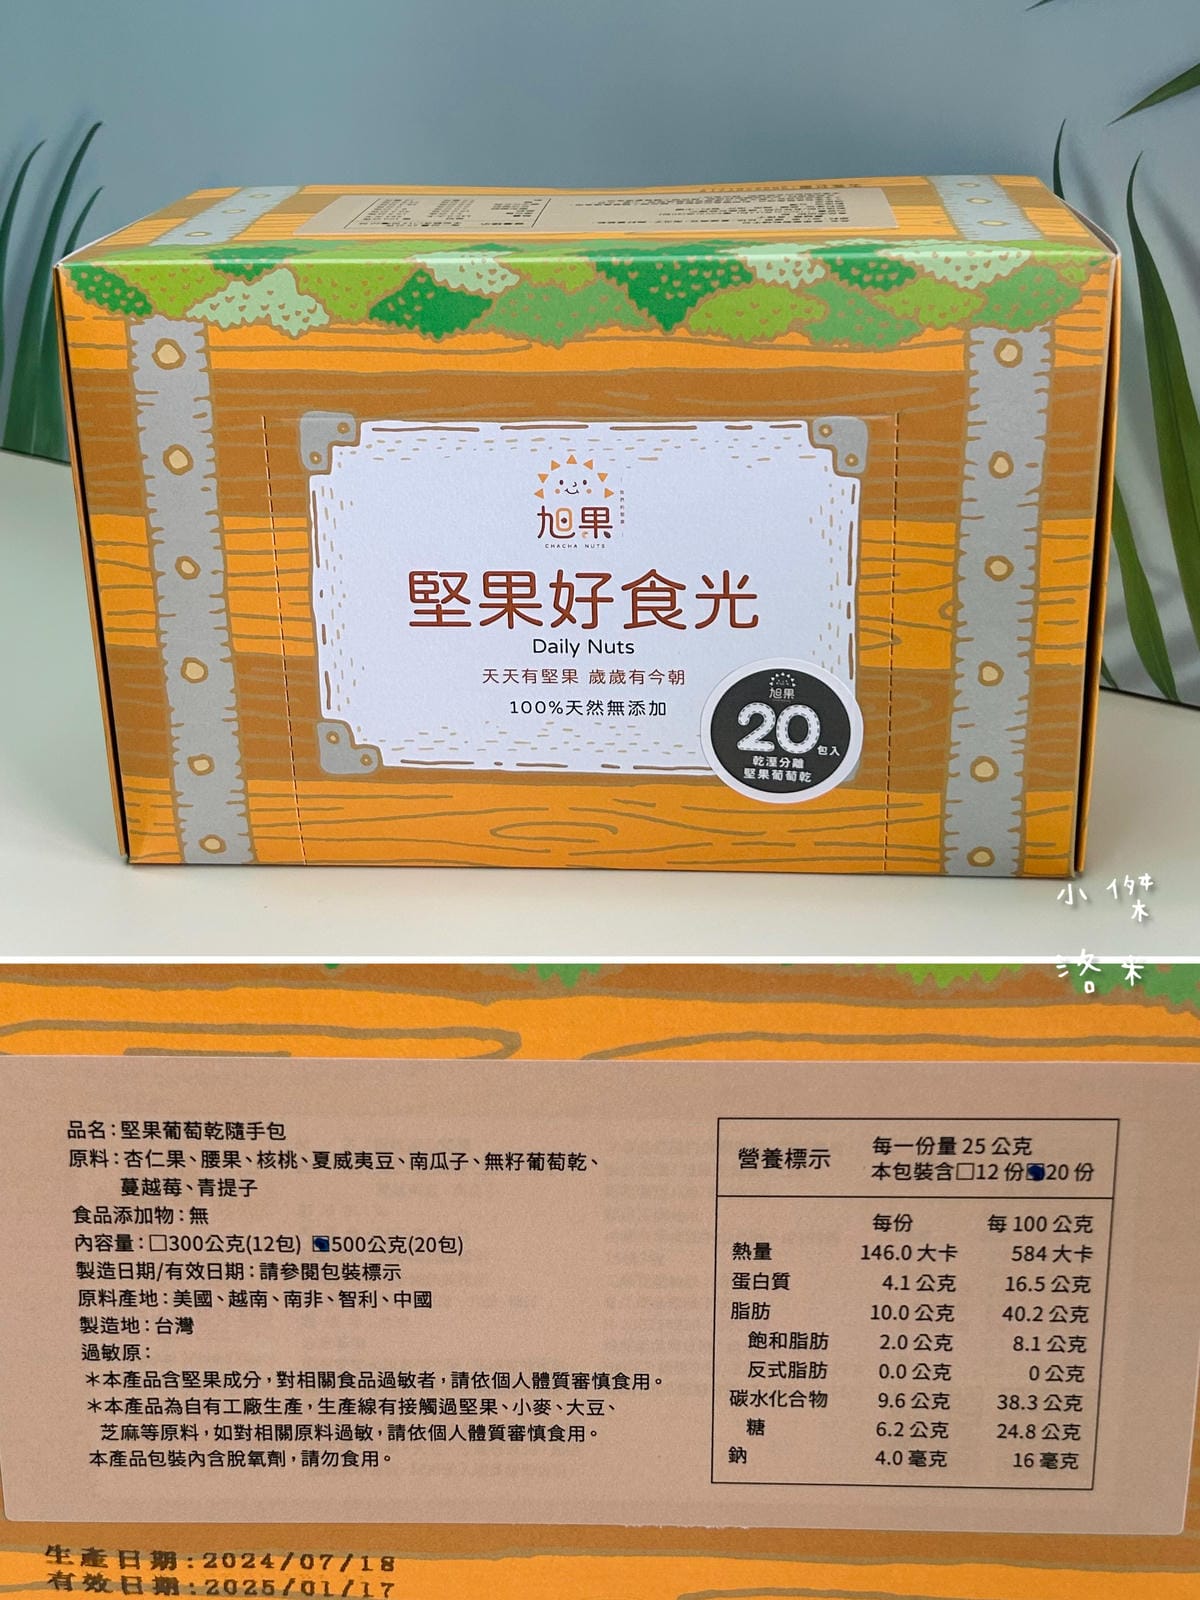 旭果
CHACHA NUTS
堅果好食光
Daily Nuts
天天有堅果 歲歲有今朝
100%天然無添加
旭果
20包入
乾溼分離
堅果葡萄乾
小傑
洛米
品名:堅果葡萄乾隨手包
原料:杏仁果、腰果、核桃、夏威夷豆、南瓜子、無籽葡萄乾、
蔓越莓、青提子
食品添加物:無
內容量:□300公克(12包) ■500公克(20包)
製造日期/有效日期:請參閱包裝標示
原料產地:美國、越南、南非、智利、中國
製造地:台灣
過敏原:
*本產品含堅果成分,對相關食品過敏者,請依個人體質審慎食用。
*本產品為自有工廠生產,生產線有接觸過堅果、小麥、大豆、
芝麻等原料,如對相關原料過敏,請依個人體質審慎食用。
本產品包裝內含脫氧劑,請勿食用。
營養標示
每一份量 25 公克
本包裝含□12 份■20 份
每份 每 100 公克
熱量 146.0 大卡 584 大卡
蛋白質 4.1 公克 16.5 公克
脂肪 10.0 公克 40.2 公克
飽和脂肪 2.0 公克 8.1 公克
反式脂肪 0.0 公克 0 公克
碳水化合物 9.6 公克 38.3 公克
糖 6.2 公克 24.8 公克
鈉 4.0 毫克 16 毫克
生產日期:2024/07/18
有效日期:2025/01/17